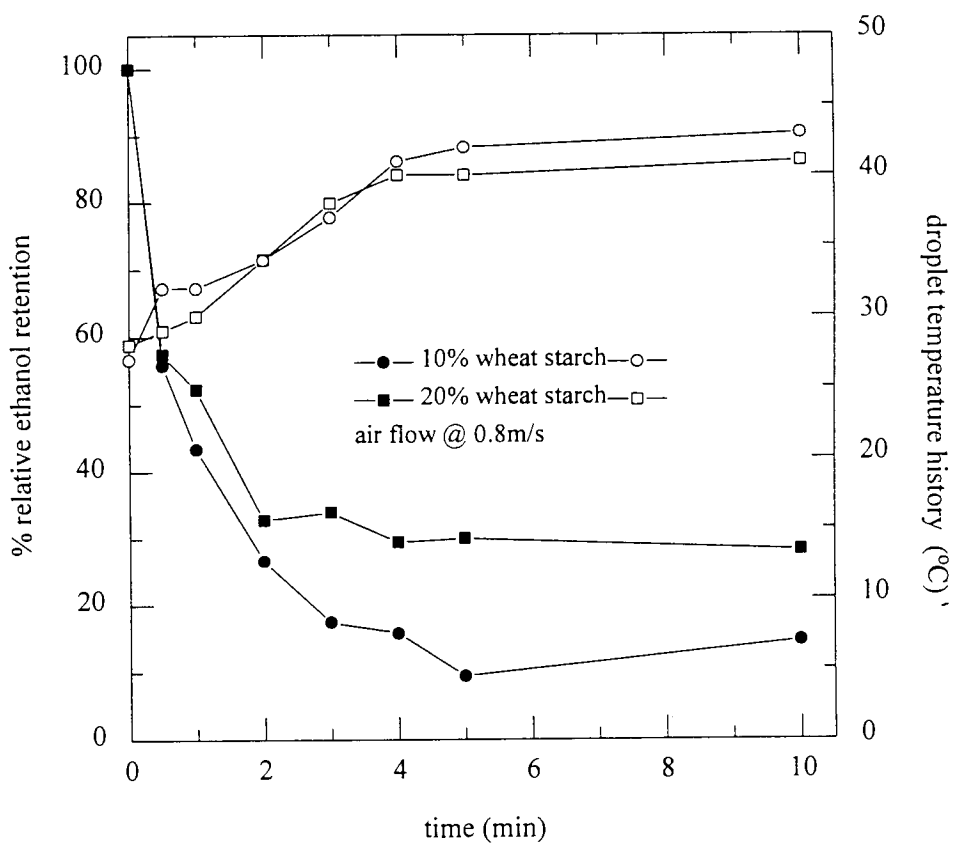 50
100
80
60
40
20
0
40
30
20
10
0
% relative ethanol retention
droplet temperature history (°C)
10% wheat starch
20% wheat starch
air flow @ 0.8m/s
0 2 4 6 8 10
time (min)